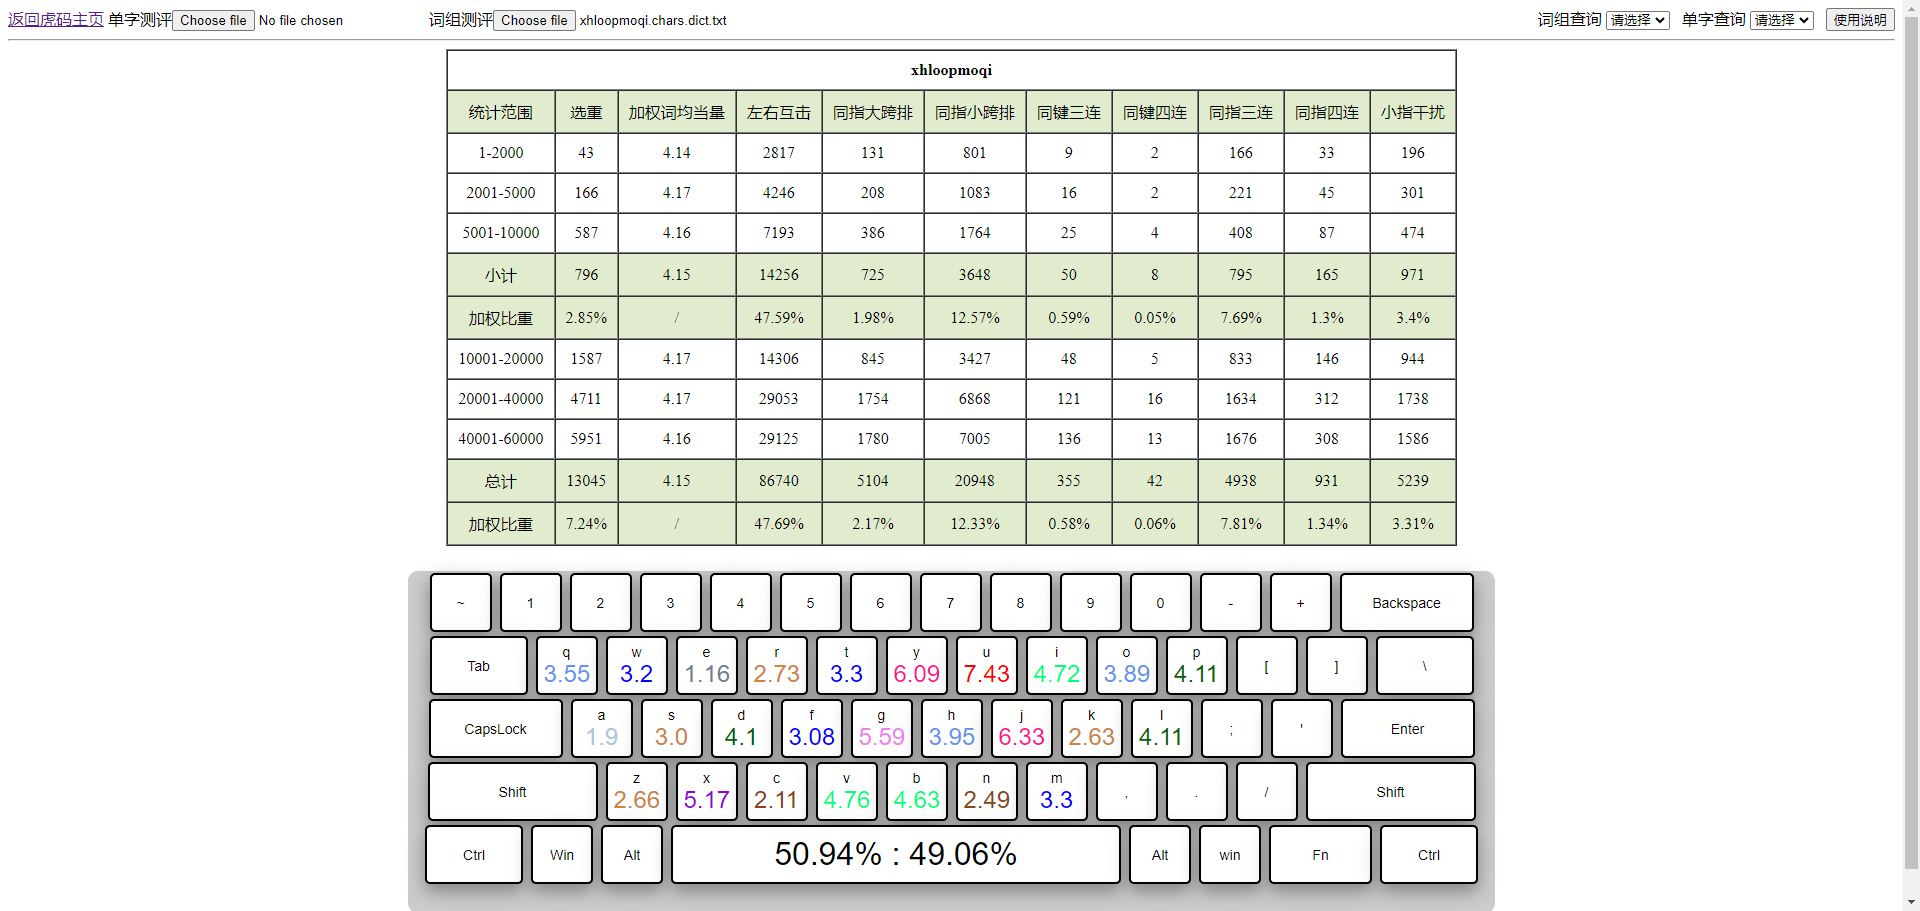 返回虎码主页 单字测评 Choose file No file chosen 词组测评 Choose file xhloopmoqi.chars.dict.txt 词组查询 请选择 单字查询 请选择 使用说明
xhloopmoqi
统计范围 选重 加权词均当量 左右互击 同指大跨排 同指小跨排 同键三连 同键四连 同指三连 同指四连 小指干扰
1-2000 43 4.14 2817 131 801 9 2 166 33 196
2001-5000 166 4.17 4246 208 1083 16 2 221 45 301
5001-10000 587 4.16 7193 386 1764 25 4 408 87 474
小计 796 4.15 14256 725 3648 50 8 795 165 971
加权比重 2.85% / 47.59% 1.98% 12.57% 0.59% 0.05% 7.69% 1.3% 3.4%
10001-20000 1587 4.17 14306 845 3427 48 5 833 146 944
20001-40000 4711 4.17 29053 1754 6868 121 16 1634 312 1738
40001-60000 5951 4.16 29125 1780 7005 136 13 1676 308 1586
总计 13045 4.15 86740 5104 20948 355 42 4938 931 5239
加权比重 7.24% / 47.69% 2.17% 12.33% 0.58% 0.06% 7.81% 1.34% 3.31%
~ 1 2 3 4 5 6 7 8 9 0 - + Backspace
Tab q w e r t y u i o p [ ] \
3.55 3.2 1.16 2.73 3.3 6.09 7.43 4.72 3.89 4.11
CapsLock a s d f g h j k l ; ' Enter
1.9 3.0 4.1 3.08 5.59 3.95 6.33 2.63 4.11
Shift z x c v b n m , . / Shift
2.66 5.17 2.11 4.76 4.63 2.49 3.3
Ctrl Win Alt 50.94% : 49.06% Alt win Fn Ctrl